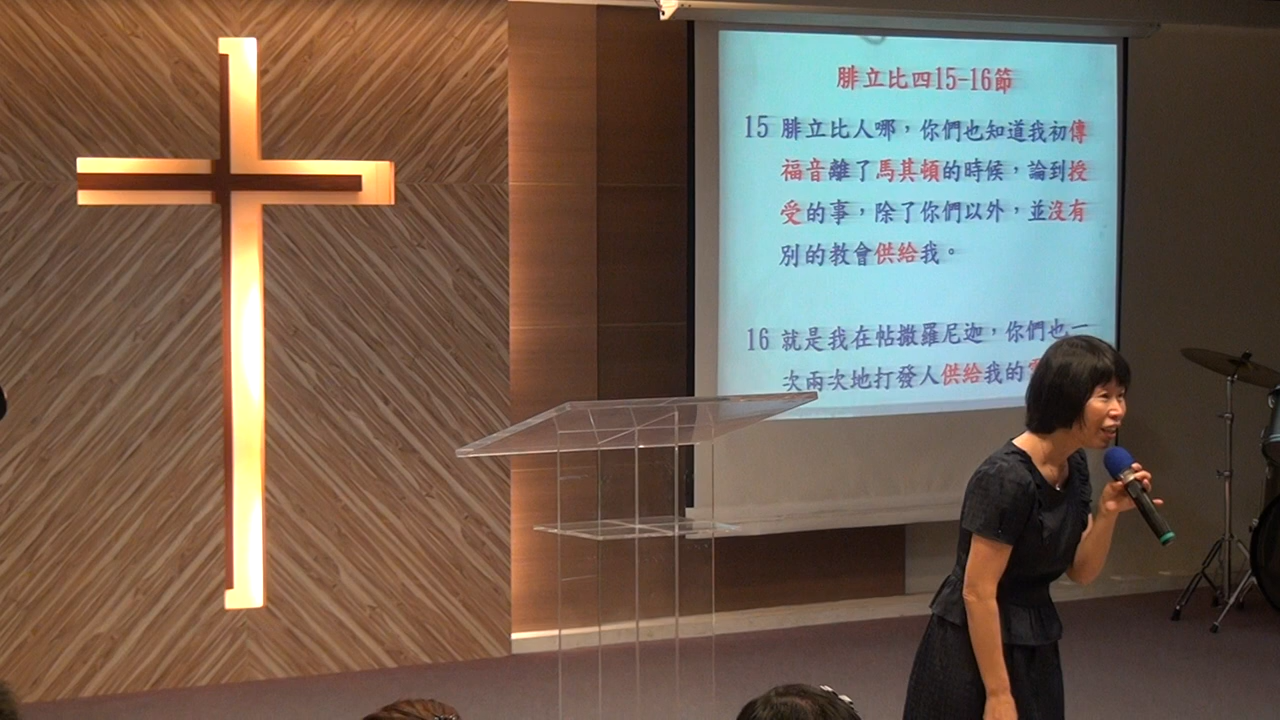 腓立比四15-16節
15 腓立比人哪，你們也知道我初傳
福音離了馬其頓的時候，論到授
受的事，除了你們以外，並沒有
別的教會供給我。
16 就是我在帖撒羅尼迦，你們也一
次兩次地打發人供給我的